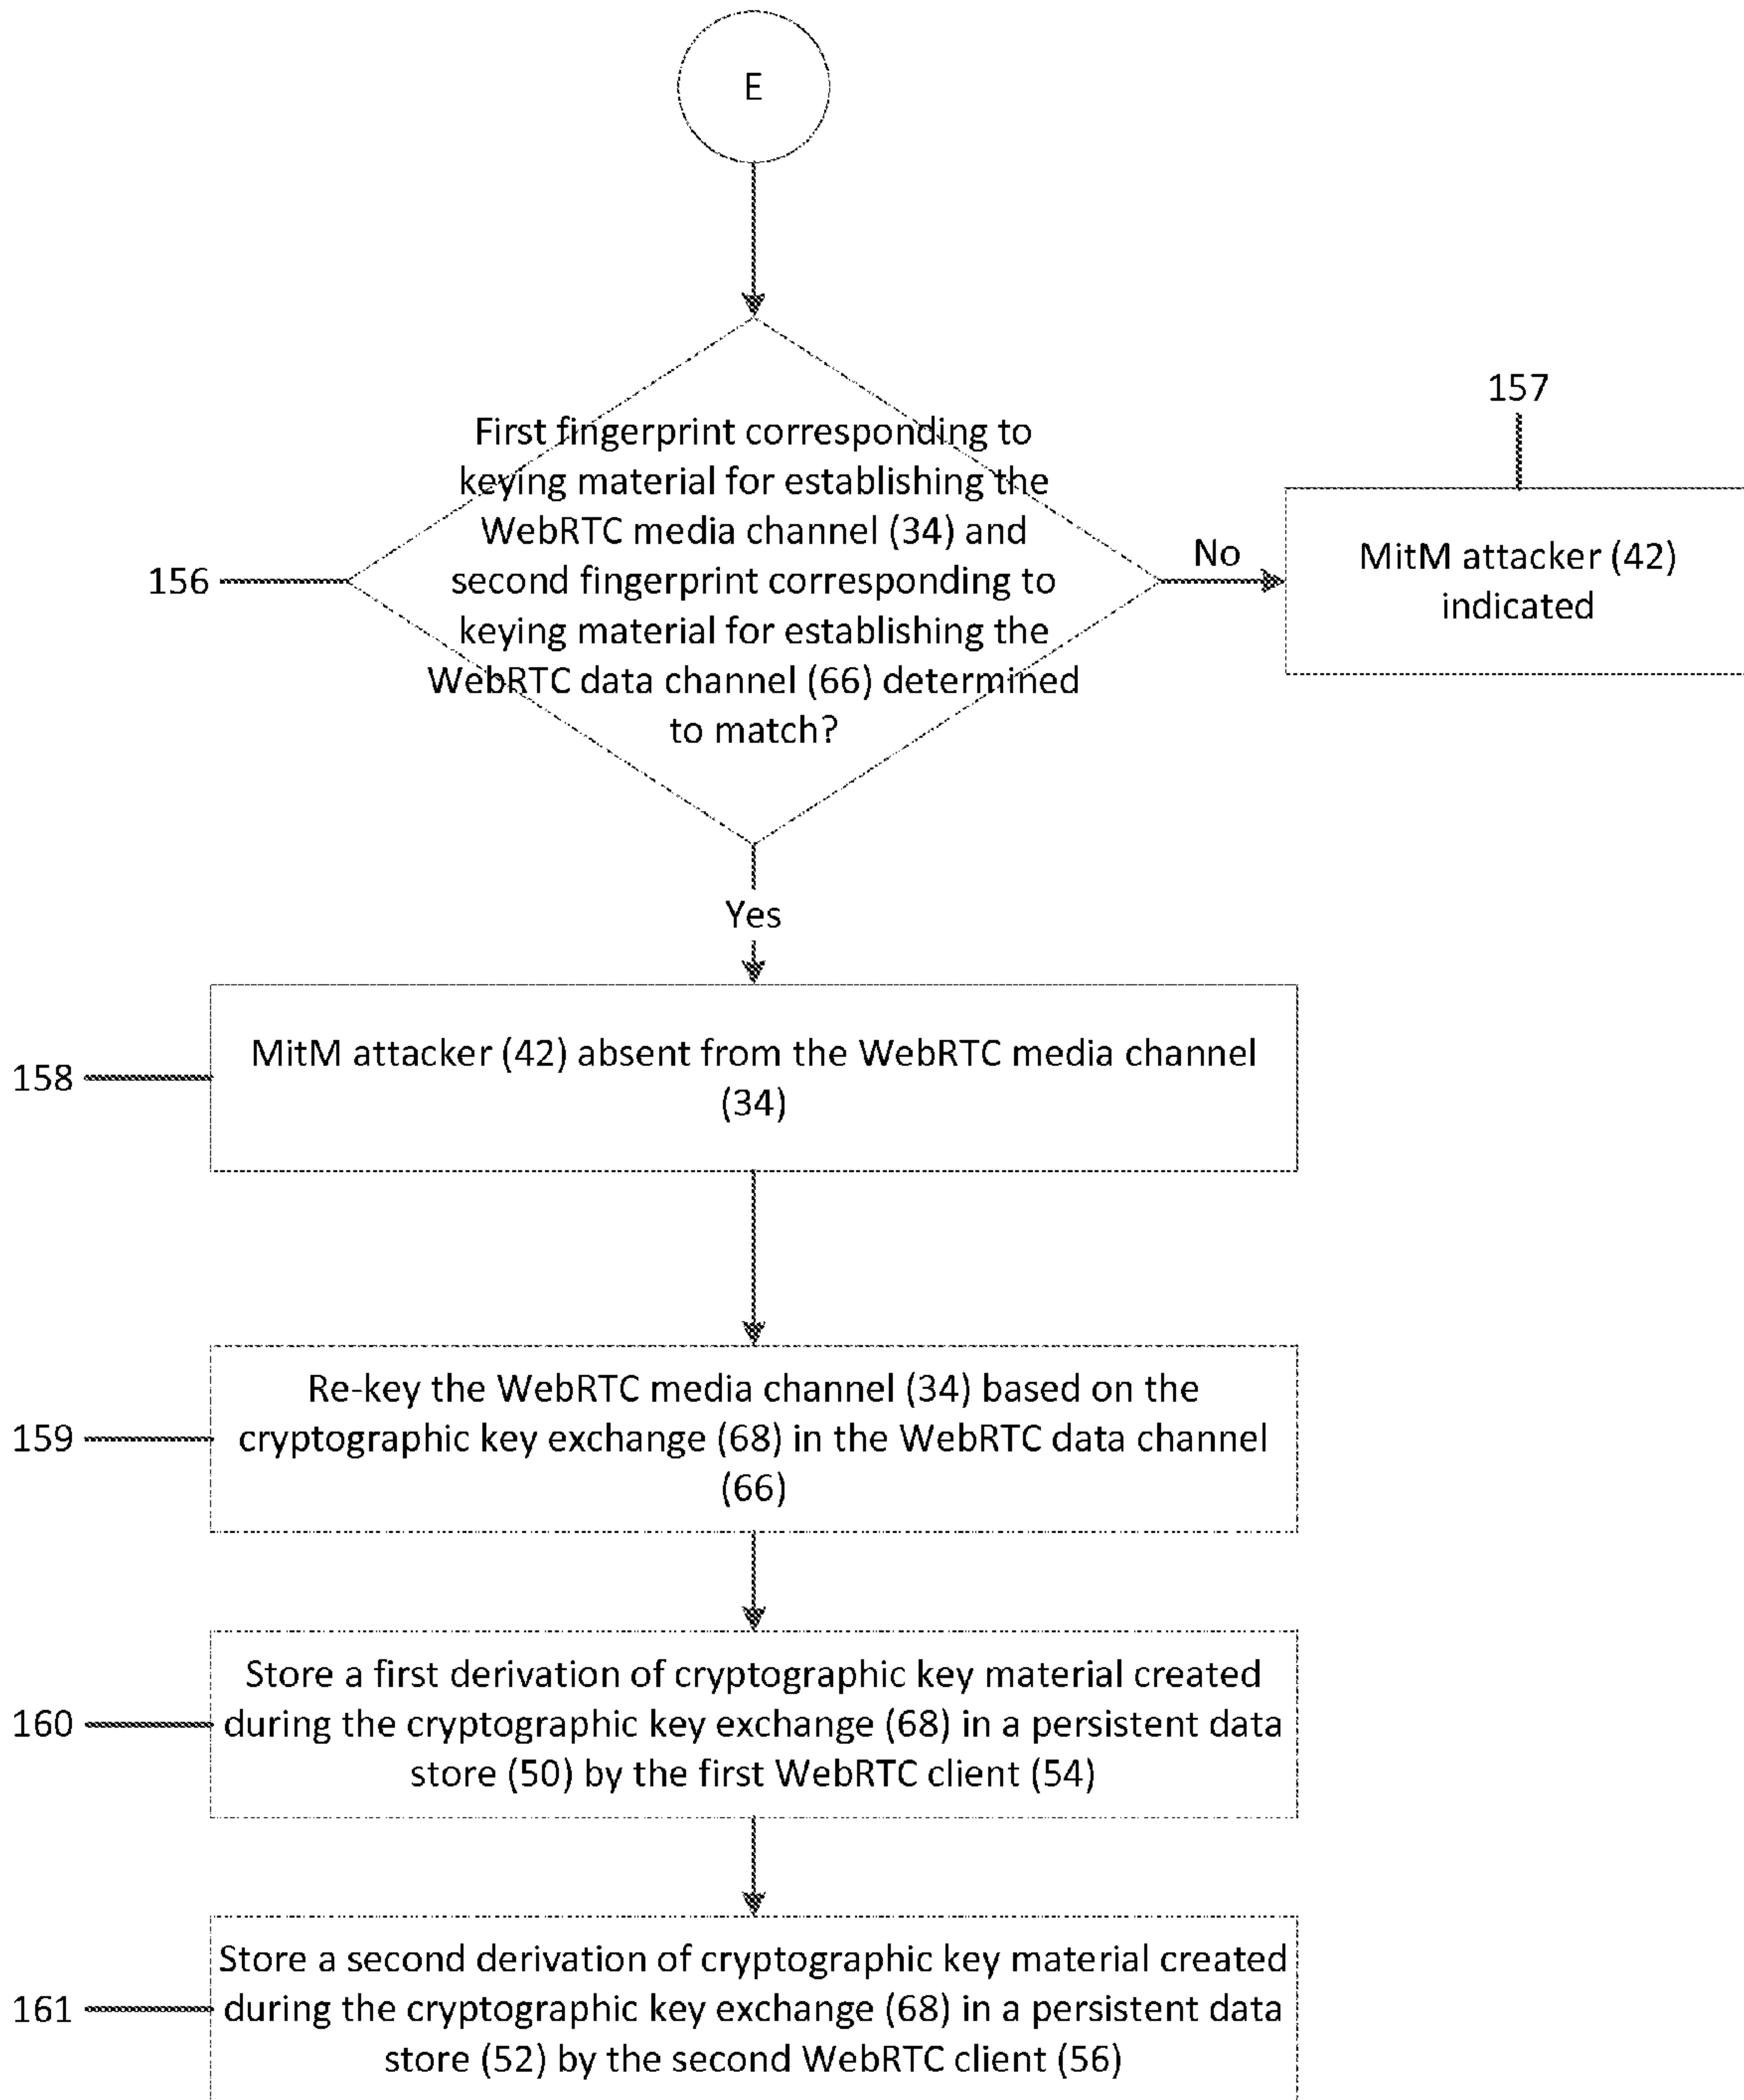 E
First fingerprint corresponding to
keying material for establishing the
WebRTC media channel (34) and
second fingerprint corresponding to
keying material for establishing the
WebRTC data channel (66) determined
to match?
156
No
157
MitM attacker (42)
indicated
Yes
158
MitM attacker (42) absent from the WebRTC media channel
(34)
159
Re-key the WebRTC media channel (34) based on the
cryptographic key exchange (68) in the WebRTC data channel
(66)
160
Store a first derivation of cryptographic key material created
during the cryptographic key exchange (68) in a persistent data
store (50) by the first WebRTC client (54)
161
Store a second derivation of cryptographic key material created
during the cryptographic key exchange (68) in a persistent data
store (52) by the second WebRTC client (56)